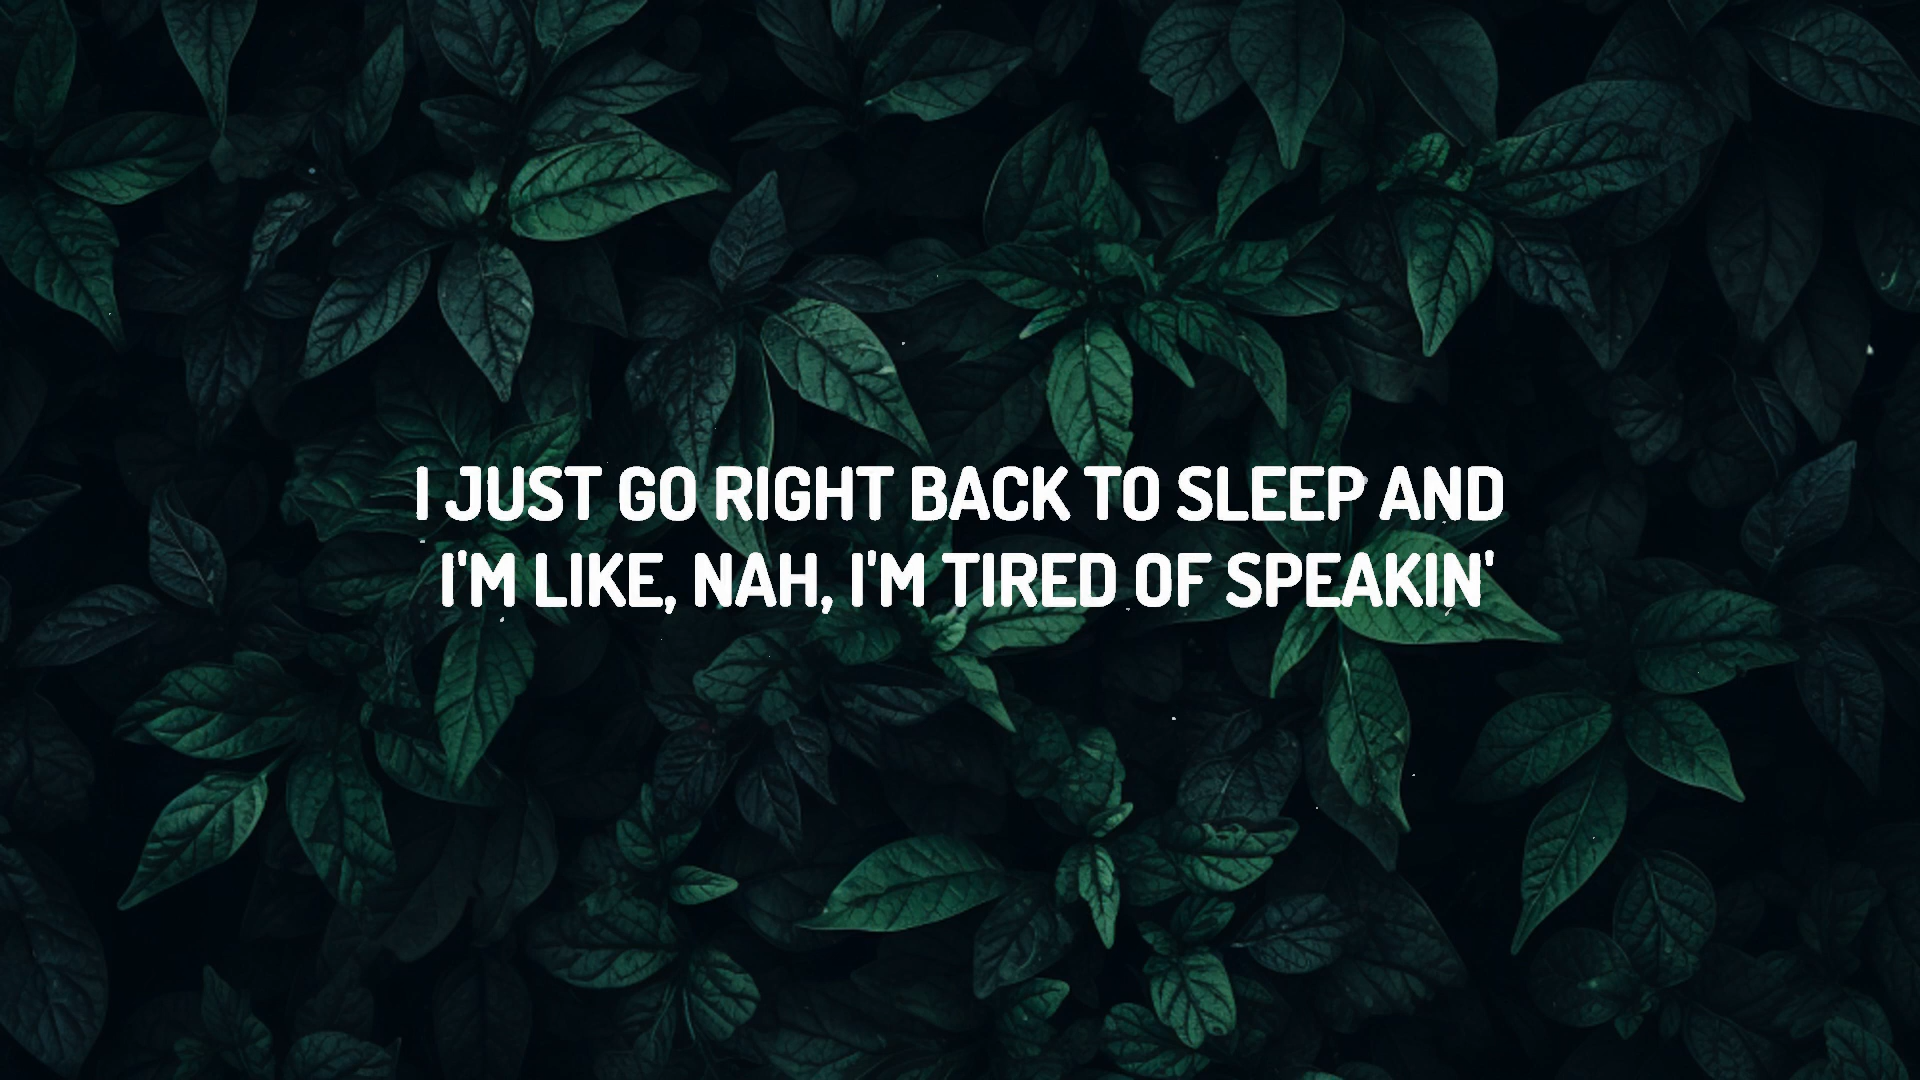 I JUST GO RIGHT BACK TO SLEEP AND
I'M LIKE, NAH, I'M TIRED OF SPEAKIN'